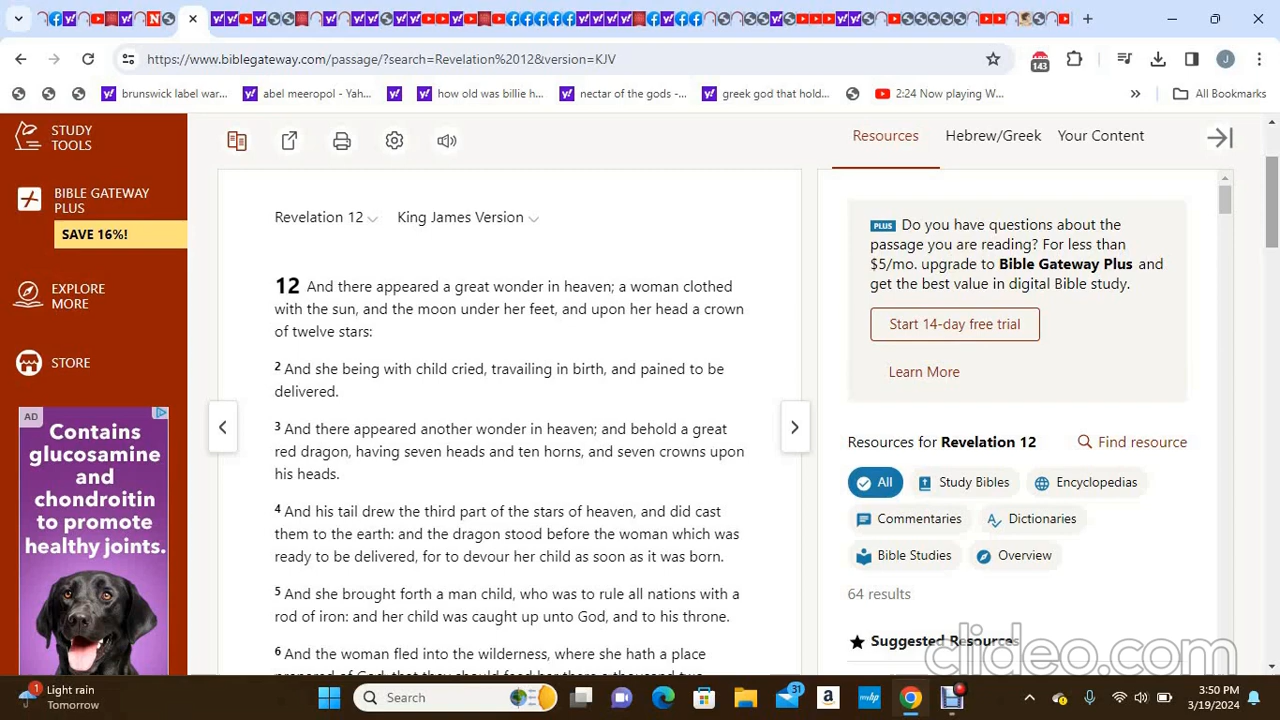 https://www.biblegateway.com/passage/?search=Revelation%2012&version=KJV
143
J
brunswick label war...
abel meeropol - Yah...
how old was billie h...
nectar of the gods -...
greek god that hold...
2:24 Now playing W...
»
All Bookmarks
STUDY
TOOLS
BIBLE GATEWAY
PLUS
SAVE 16%!
EXPLORE
MORE
STORE
AD
Contains
glucosamine
and
chondroitin
to promote
healthy joints.
Revelation 12
King James Version
12 And there appeared a great wonder in heaven; a woman clothed
with the sun, and the moon under her feet, and upon her head a crown
of twelve stars:
2 And she being with child cried, travailing in birth, and pained to be
delivered.
3 And there appeared another wonder in heaven; and behold a great
red dragon, having seven heads and ten horns, and seven crowns upon
his heads.
4 And his tail drew the third part of the stars of heaven, and did cast
them to the earth: and the dragon stood before the woman which was
ready to be delivered, for to devour her child as soon as it was born.
5 And she brought forth a man child, who was to rule all nations with a
rod of iron: and her child was caught up unto God, and to his throne.
6 And the woman fled into the wilderness, where she hath a place
prepared of God, that they should feed her there a thousand two
Resources
Hebrew/Greek
Your Content
PLUS Do you have questions about the
passage you are reading? For less than
$5/mo. upgrade to Bible Gateway Plus and
get the best value in digital Bible study.
Start 14-day free trial
Learn More
Resources for Revelation 12
Find resource
All
Study Bibles
Encyclopedias
Commentaries
Dictionaries
Bible Studies
Overview
64 results
Suggested Resources
clideo.com
1
Light rain
Tomorrow
Search
31
a
3:50 PM
3/19/2024